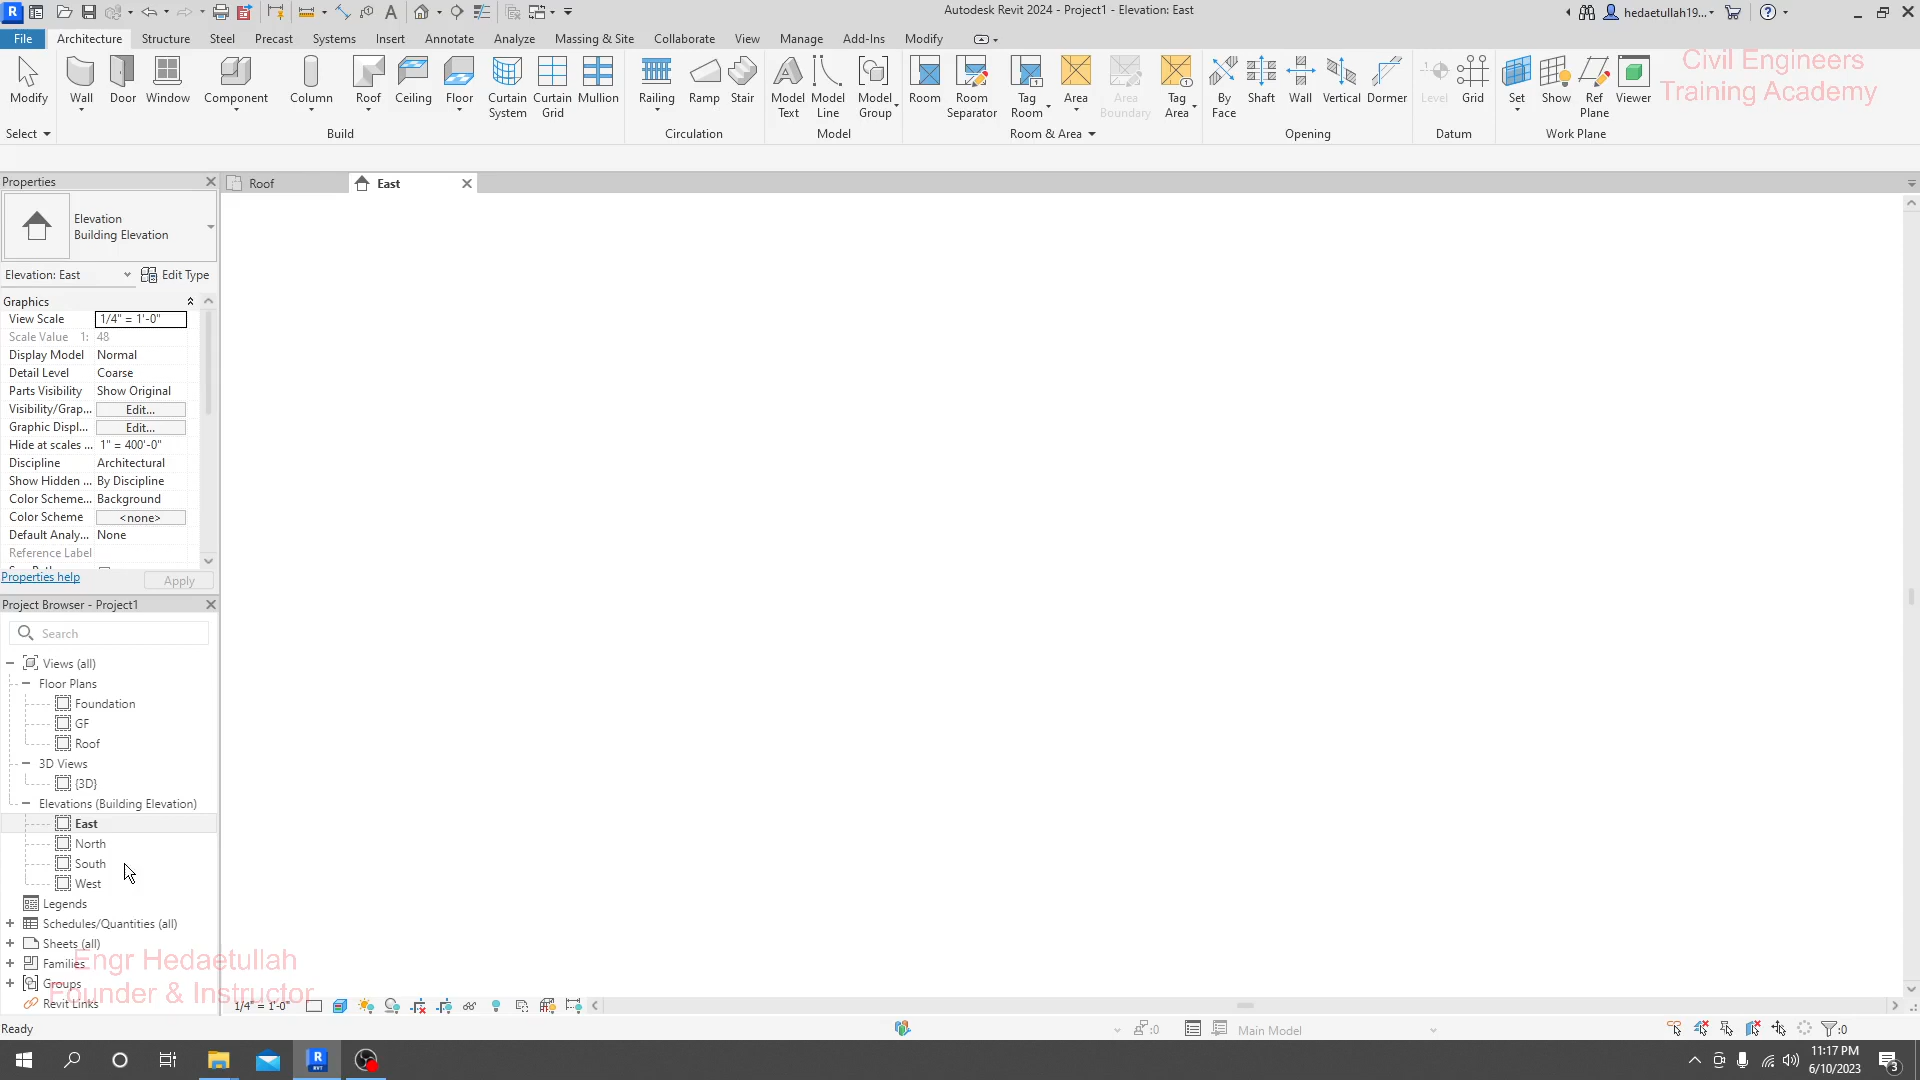 Autodesk Revit 2024 - Project1 - Elevation: East
hedaetullah19...
File Architecture Structure Steel Precast Systems Insert Annotate Analyze Massing & Site Collaborate View Manage Add-Ins Modify
Civil Engineers
Training Academy
Modify Wall Door Window Component Column Roof Ceiling Floor Curtain System Curtain Grid Mullion Railing Ramp Stair Model Text Model Line Model Group Room Room Separator Tag Room Area Area Boundary Tag Area By Face Shaft Wall Vertical Dormer Level Grid Set Show Ref Plane Viewer
Select Build Circulation Model Room & Area Opening Datum Work Plane
Properties
Roof East
Elevation
Building Elevation
Elevation: East Edit Type
Graphics
View Scale 1/4" = 1'-0"
Scale Value 1: 48
Display Model Normal
Detail Level Coarse
Parts Visibility Show Original
Visibility/Grap... Edit...
Graphic Displ... Edit...
Hide at scales ... 1" = 400'-0"
Discipline Architectural
Show Hidden ... By Discipline
Color Scheme... Background
Color Scheme <none>
Default Analy... None
Reference Label
Properties help Apply
Project Browser - Project1
Search
Views (all)
Floor Plans
Foundation
GF
Roof
3D Views
{3D}
Elevations (Building Elevation)
East
North
South
West
Legends
Schedules/Quantities (all)
Sheets (all)
Families
Groups
Revit Links
Engr Hedaetullah
Founder & Instructor
1/4" = 1'-0"
Ready
:0 Main Model :0
11:17 PM
6/10/2023
3